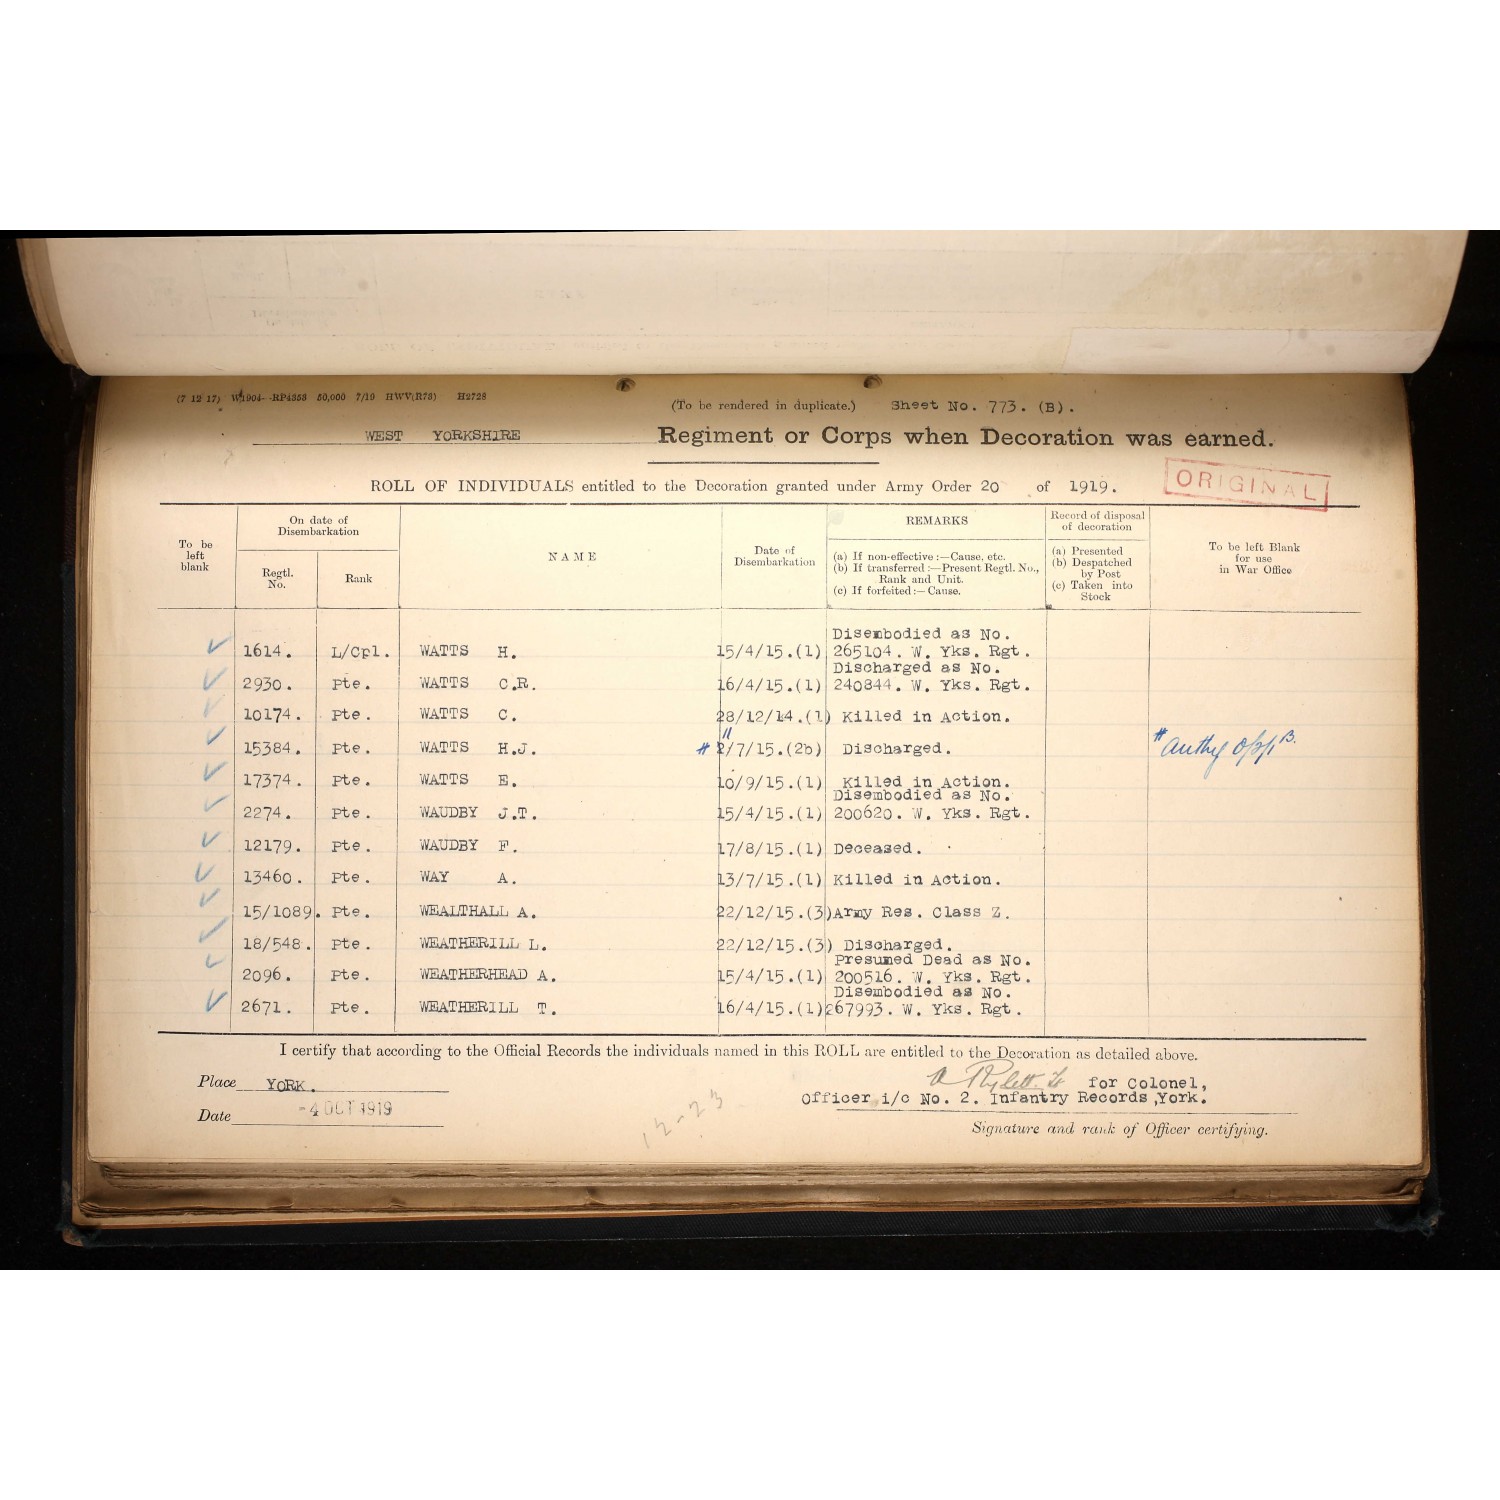 (7 12 17) W1904--RP4353 50,000 7/19 HWV(R73) H2728
(To be rendered in duplicate.) Sheet No. 773. (B).
WEST YORKSHIRE Regiment or Corps when Decoration was earned.
ROLL OF INDIVIDUALS entitled to the Decoration granted under Army Order 20 of 1919.
ORIGINAL
To be left blank
On date of Disembarkation
Regtl. No.
Rank
NAME
Date of Disembarkation
REMARKS
(a) If non-effective :—Cause, etc.
(b) If transferred :—Present Regtl. No., Rank and Unit.
(c) If forfeited :—Cause.
Record of disposal of decoration
(a) Presented
(b) Despatched by Post
(c) Taken into Stock
To be left Blank for use in War Office
Disembodied as No.
1614. L/Cpl. WATTS H. 15/4/15.(1) 265104. W. Yks. Rgt.
Discharged as No.
2930. Pte. WATTS C.R. 16/4/15.(1) 240844. W. Yks. Rgt.
10174. Pte. WATTS C. 28/12/14.(1) Killed in Action.
15384. Pte. WATTS H.J. # 2/7/15.(2b) Discharged. #
11
17374. Pte. WATTS E. 10/9/15.(1) Killed in Action.
Disembodied as No.
2274. Pte. WAUDBY J.T. 15/4/15.(1) 200620. W. Yks. Rgt.
12179. Pte. WAUDBY F. 17/8/15.(1) Deceased.
13460. Pte. WAY A. 13/7/15.(1) Killed in Action.
15/1089. Pte. WEALTHALL A. 22/12/15.(3) Army Res. Class Z.
18/548. Pte. WEATHERILL L. 22/12/15.(3) Discharged.
Presumed Dead as No.
2096. Pte. WEATHERHEAD A. 15/4/15.(1) 200516. W. Yks. Rgt.
Disembodied as No.
2671. Pte. WEATHERILL T. 16/4/15.(1) 267993. W. Yks. Rgt.
I certify that according to the Official Records the individuals named in this ROLL are entitled to the Decoration as detailed above.
Place YORK. for Colonel,
Officer i/c No. 2. Infantry Records,York.
Date -4 OCT 1919
Signature and rank of Officer certifying.
12-23